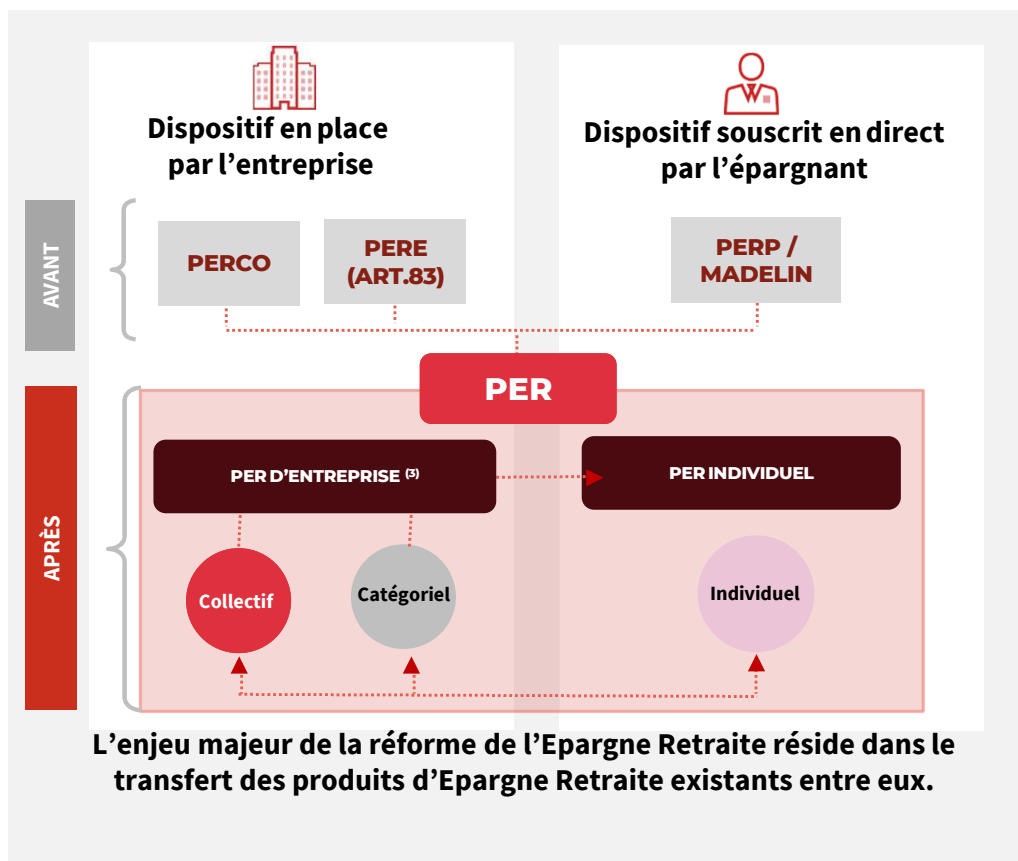 Dispositif en place
par l’entreprise
Dispositif souscrit en direct
par l’épargnant
AVANT
PERCO
PERE
(ART.83)
PERP /
MADELIN
PER
APRÈS
PER D’ENTREPRISE (3)
PER INDIVIDUEL
Collectif
Catégoriel
Individuel
L’enjeu majeur de la réforme de l’Epargne Retraite réside dans le
transfert des produits d’Epargne Retraite existants entre eux.